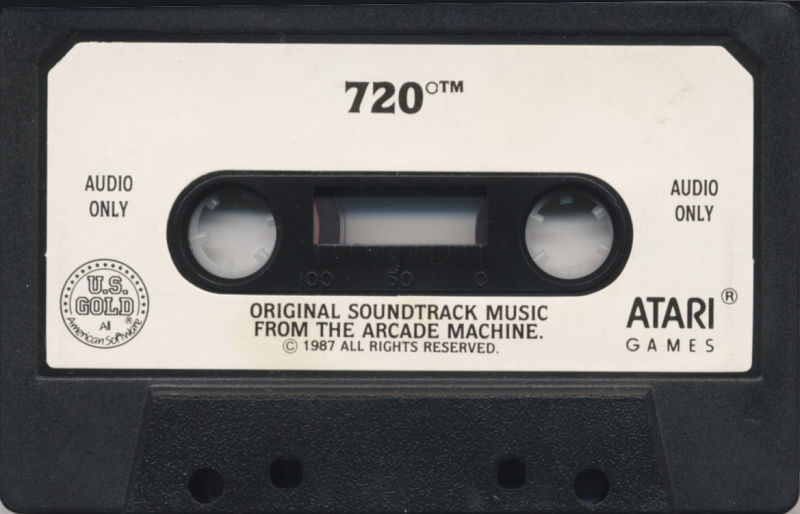 720°™
AUDIO
ONLY
AUDIO
ONLY
100 50 0
U.S.
GOLD®
All
American Software
ORIGINAL SOUNDTRACK MUSIC
FROM THE ARCADE MACHINE.
© 1987 ALL RIGHTS RESERVED.
ATARI®
GAMES